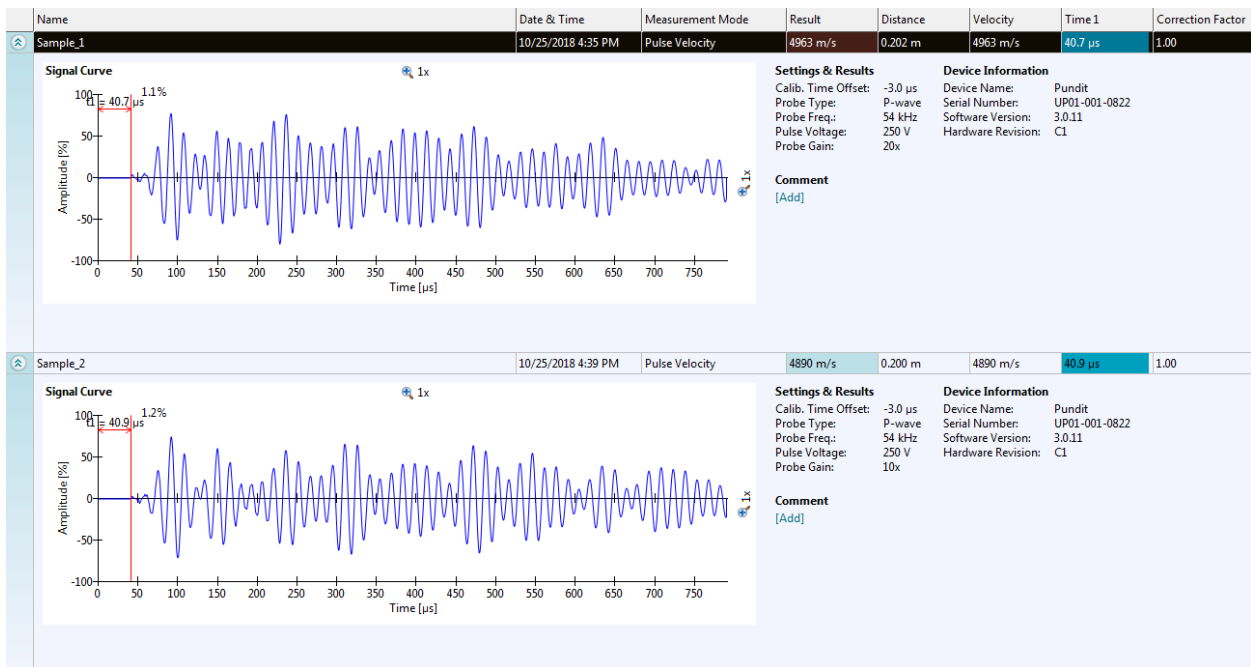 Name Date & Time Measurement Mode Result Distance Velocity Time 1 Correction Factor
Sample_1 10/25/2018 4:35 PM Pulse Velocity 4963 m/s 0.202 m 4963 m/s 40.7 µs 1.00
Signal Curve 1x Settings & Results Device Information
Calib. Time Offset: -3.0 µs Device Name: Pundit
Probe Type: P-wave Serial Number: UP01-001-0822
Probe Freq.: 54 kHz Software Version: 3.0.11
Pulse Voltage: 250 V Hardware Revision: C1
Probe Gain: 20x
Comment
[Add]
1.1%
t1 = 40.7 µs
100
50
0
-50
-100
Amplitude [%]
1x
0 50 100 150 200 250 300 350 400 450 500 550 600 650 700 750
Time [µs]
Sample_2 10/25/2018 4:39 PM Pulse Velocity 4890 m/s 0.200 m 4890 m/s 40.9 µs 1.00
Signal Curve 1x Settings & Results Device Information
Calib. Time Offset: -3.0 µs Device Name: Pundit
Probe Type: P-wave Serial Number: UP01-001-0822
Probe Freq.: 54 kHz Software Version: 3.0.11
Pulse Voltage: 250 V Hardware Revision: C1
Probe Gain: 10x
Comment
[Add]
1.2%
t1 = 40.9 µs
100
50
0
-50
-100
Amplitude [%]
1x
0 50 100 150 200 250 300 350 400 450 500 550 600 650 700 750
Time [µs]